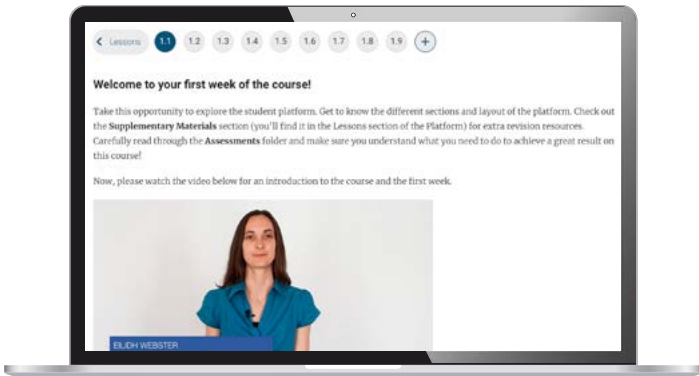 Lessons 1.1 1.2 1.3 1.4 1.5 1.6 1.7 1.8 1.9 +
Welcome to your first week of the course!
Take this opportunity to explore the student platform. Get to know the different sections and layout of the platform. Check out
the Supplementary Materials section (you'll find it in the Lessons section of the Platform) for extra revision resources.
Carefully read through the Assessments folder and make sure you understand what you need to do to achieve a great result on
this course!
Now, please watch the video below for an introduction to the course and the first week.
EILIDH WEBSTER